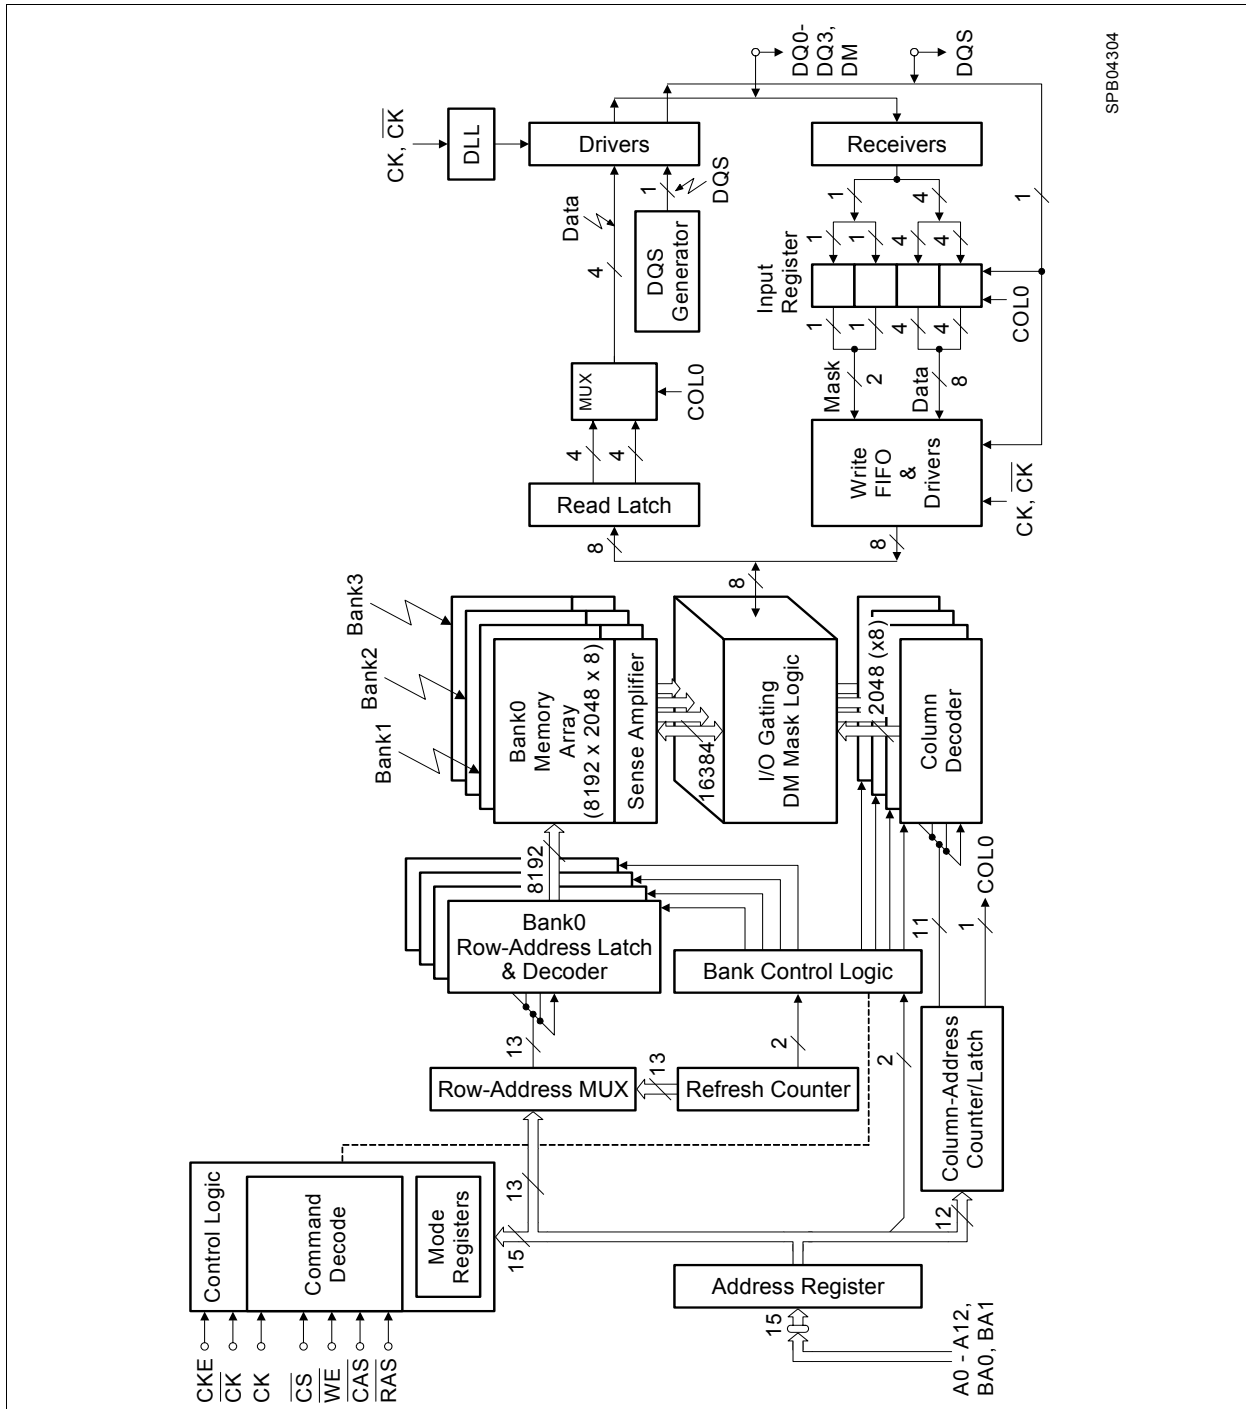 CKE
CK
CK
CS
WE
CAS
RAS
Control Logic
Command
Decode
Mode
Registers
15
13
A0 - A12,
BA0, BA1
15
Address Register
12
2
Row-Address MUX
13
Refresh Counter
13
2
Column-Address
Counter/Latch
Bank0
Row-Address Latch
& Decoder
8192
Bank Control Logic
11
1
COL0
Bank1
Bank2
Bank3
Bank0
Memory
Array
(8192 x 2048 x 8)
Sense Amplifier
16384
I/O Gating
DM Mask Logic
2048 (x8)
Column
Decoder
8
8
8
Read Latch
4
4
MUX
COL0
4
Data
DQS
Generator
1
DQS
CK, CK
DLL
Drivers
Write
FIFO
&
Drivers
CK, CK
Mask
2
Data
8
1
1
4
4
Input
Register
COL0
1
1
4
4
1
4
1
Receivers
DQ0-
DQ3,
DM
DQS
SPB04304